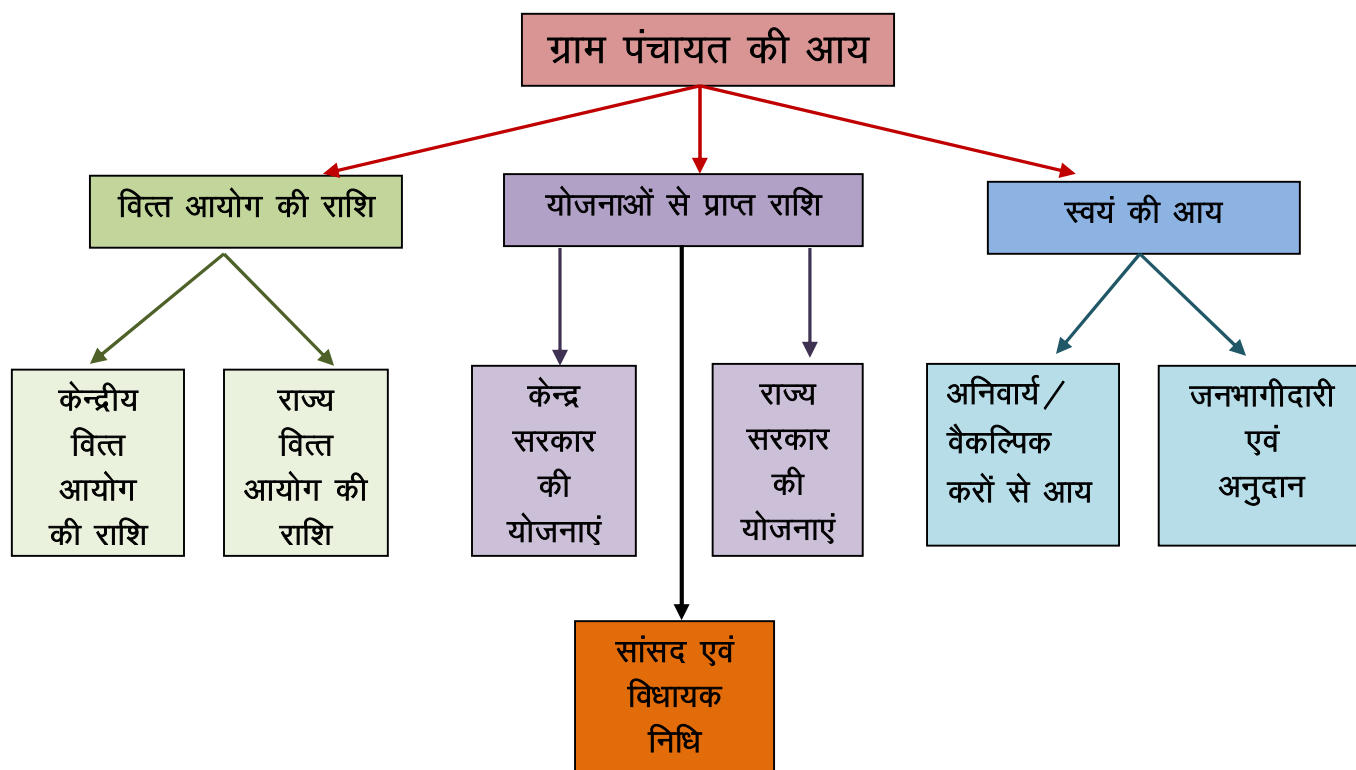 ग्राम पंचायत की आय
वित्त आयोग की राशि
योजनाओं से प्राप्त राशि
स्वयं की आय
केन्द्रीय
वित्त
आयोग
की राशि
राज्य
वित्त
आयोग की
राशि
केन्द्र
सरकार
की
योजनाएं
राज्य
सरकार
की
योजनाएं
अनिवार्य/
वैकल्पिक
करों से आय
जनभागीदारी
एवं
अनुदान
सांसद एवं
विधायक
निधि